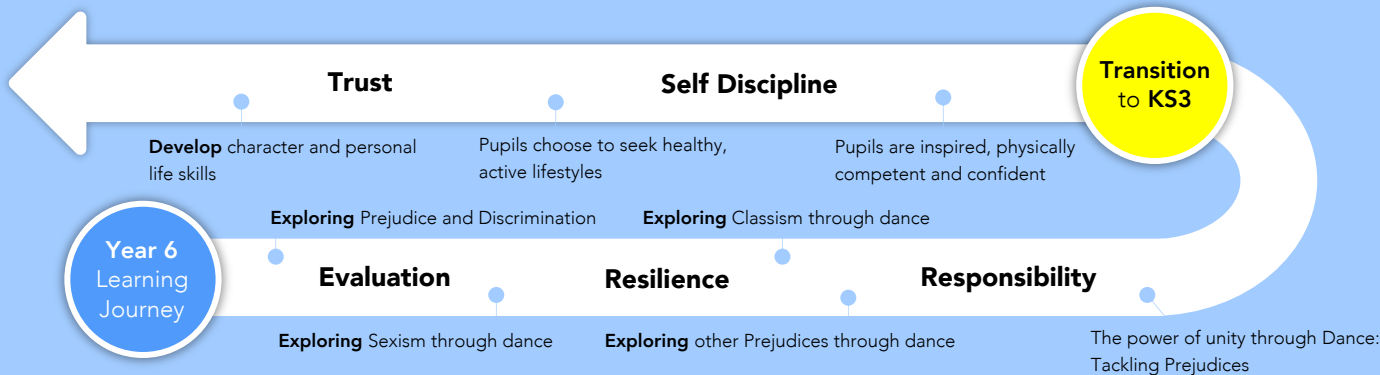 Trust
Self Discipline
Transition
to KS3
Develop character and personal
life skills
Pupils choose to seek healthy,
active lifestyles
Pupils are inspired, physically
competent and confident
Exploring Prejudice and Discrimination
Exploring Classism through dance
Year 6
Learning
Journey
Evaluation
Resilience
Responsibility
Exploring Sexism through dance
Exploring other Prejudices through dance
The power of unity through Dance:
Tackling Prejudices